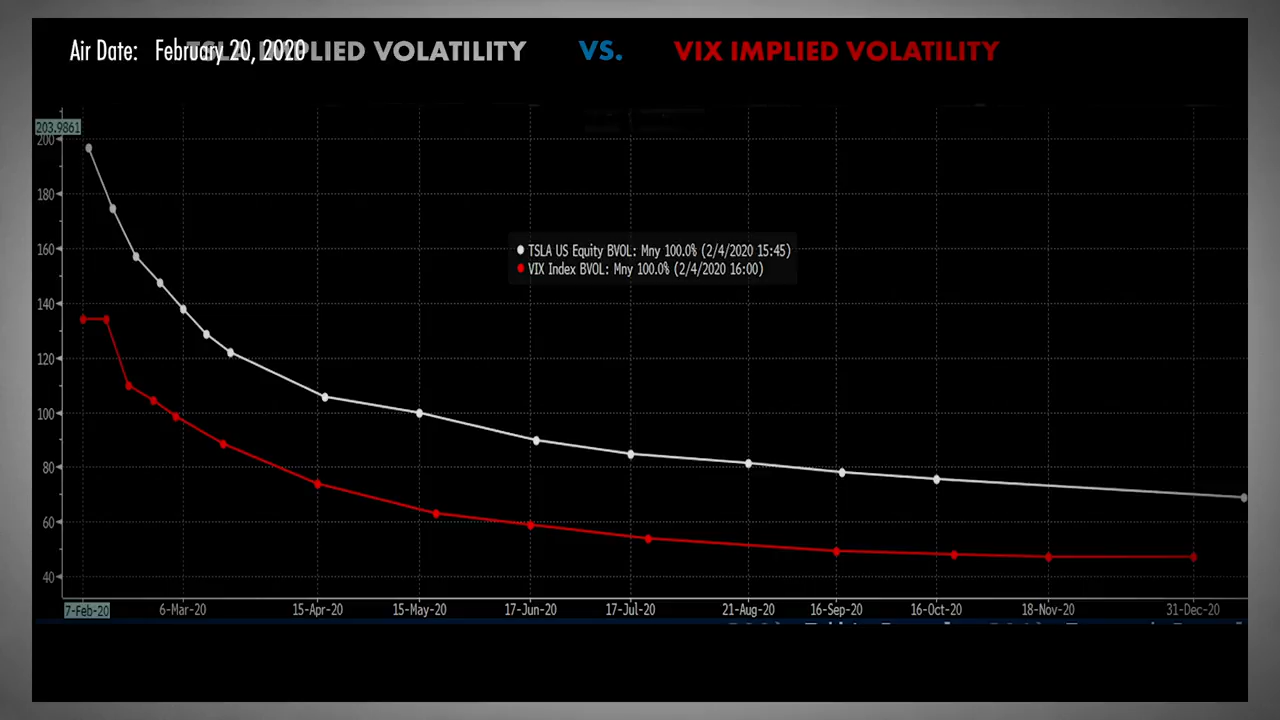 Air Date: February 20, 2020
TSLA IMPLIED VOLATILITY VS. VIX IMPLIED VOLATILITY
203.9861
200
180
160
140
120
100
80
60
40
TSLA US Equity BVOL: Mny 100.0% (2/4/2020 15:45)
VIX Index BVOL: Mny 100.0% (2/4/2020 16:00)
7-Feb-20 6-Mar-20 15-Apr-20 15-May-20 17-Jun-20 17-Jul-20 21-Aug-20 16-Sep-20 16-Oct-20 18-Nov-20 31-Dec-20